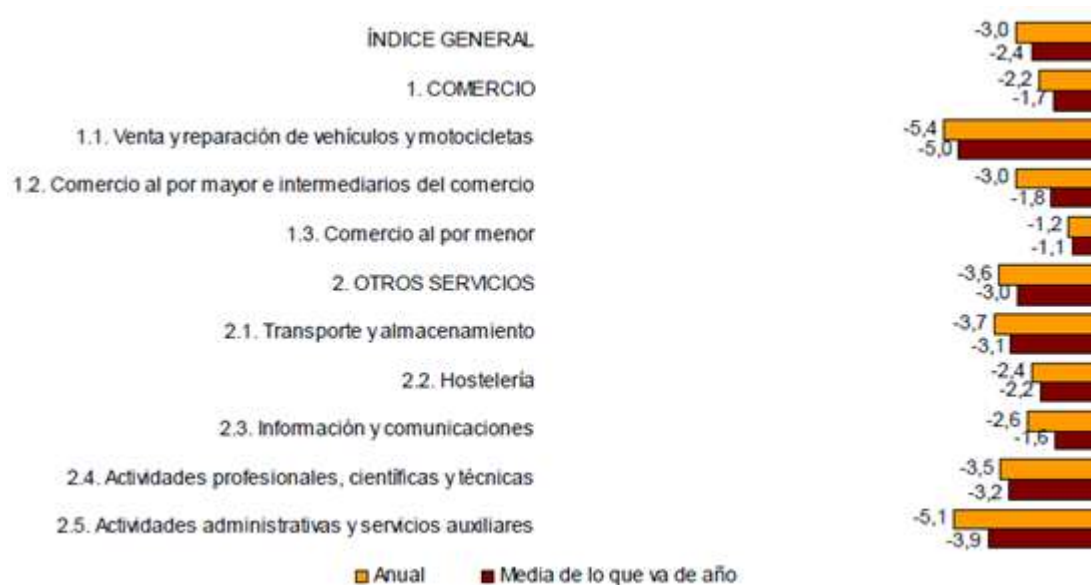 ÍNDICE GENERAL
-3,0
-2,4
1. COMERCIO
-2,2
-1,7
1.1. Venta y reparación de vehículos y motocicletas
-5,4
-5,0
1.2. Comercio al por mayor e intermediarios del comercio
-3,0
-1,8
1.3. Comercio al por menor
-1,2
-1,1
2. OTROS SERVICIOS
-3,6
-3,0
2.1. Transporte y almacenamiento
-3,7
-3,1
2.2. Hostelería
-2,4
-2,2
2.3. Información y comunicaciones
-2,6
-1,6
2.4. Actividades profesionales, científicas y técnicas
-3,5
-3,2
2.5. Actividades administrativas y servicios auxiliares
-5,1
-3,9
Anual Media de lo que va de año